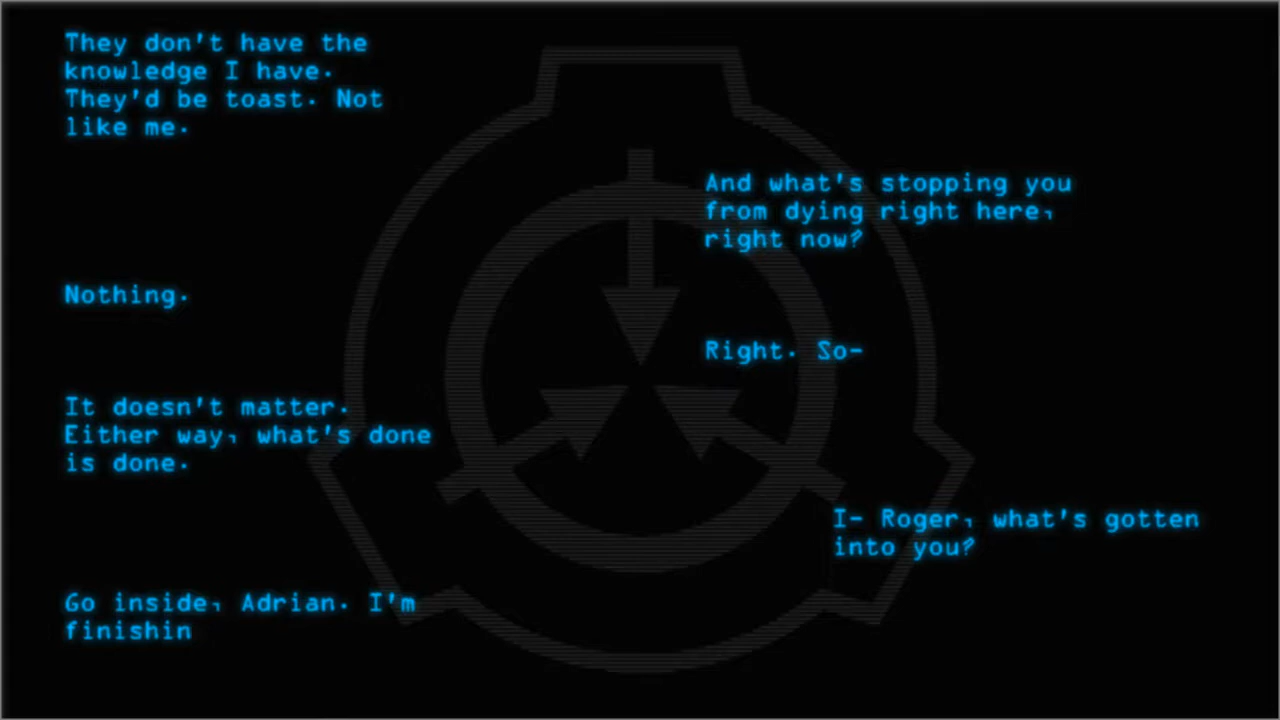 They don't have the
knowledge I have.
They'd be toast. Not
like me.
And what's stopping you
from dying right here,
right now?
Nothing.
Right. So-
It doesn't matter.
Either way, what's done
is done.
I- Roger, what's gotten
into you?
Go inside, Adrian. I'm
finishin